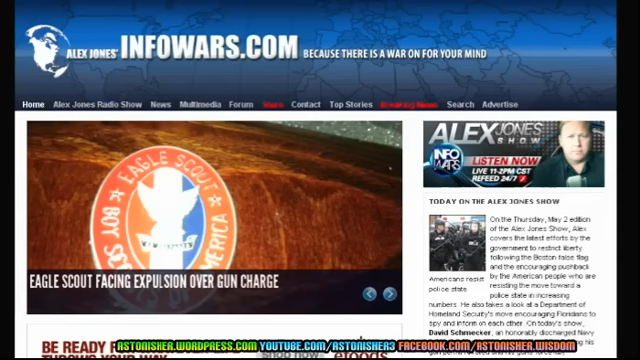 ALEX JONES' INFOWARS.COM BECAUSE THERE IS A WAR ON FOR YOUR MIND
Home Alex Jones Radio Show News Multimedia Forum Store Contact Top Stories Breaking News Search Advertise
EAGLE SCOUT
BOY SCOUTS AMERICA
BE PREPARED
EAGLE SCOUT FACING EXPULSION OVER GUN CHARGE
ALEX JONES
SHOW
INFO WARS
LISTEN NOW
LIVE 11-2PM CST
REFEED 24/7
TODAY ON THE ALEX JONES SHOW
Americans resist
police state
On the Thursday, May 2 edition
of the Alex Jones Show, Alex
covers the latest efforts by the
government to restrict liberty
following the Boston false flag
and the encouraging pushback
by the American people who are
resisting the move toward a
police state in increasing
numbers. He also takes a look at a Department of
Homeland Security's move encouraging Floridians to
spy and inform on each other. On today's show,
David Schmecker, an honorably discharged Navy
BE READY F
shop now
efoods
ASTONISHER.WORDPRESS.COM YOUTUBE.COM/ASTONISHER3 FACEBOOK.COM/ASTONISHER.WISDOM